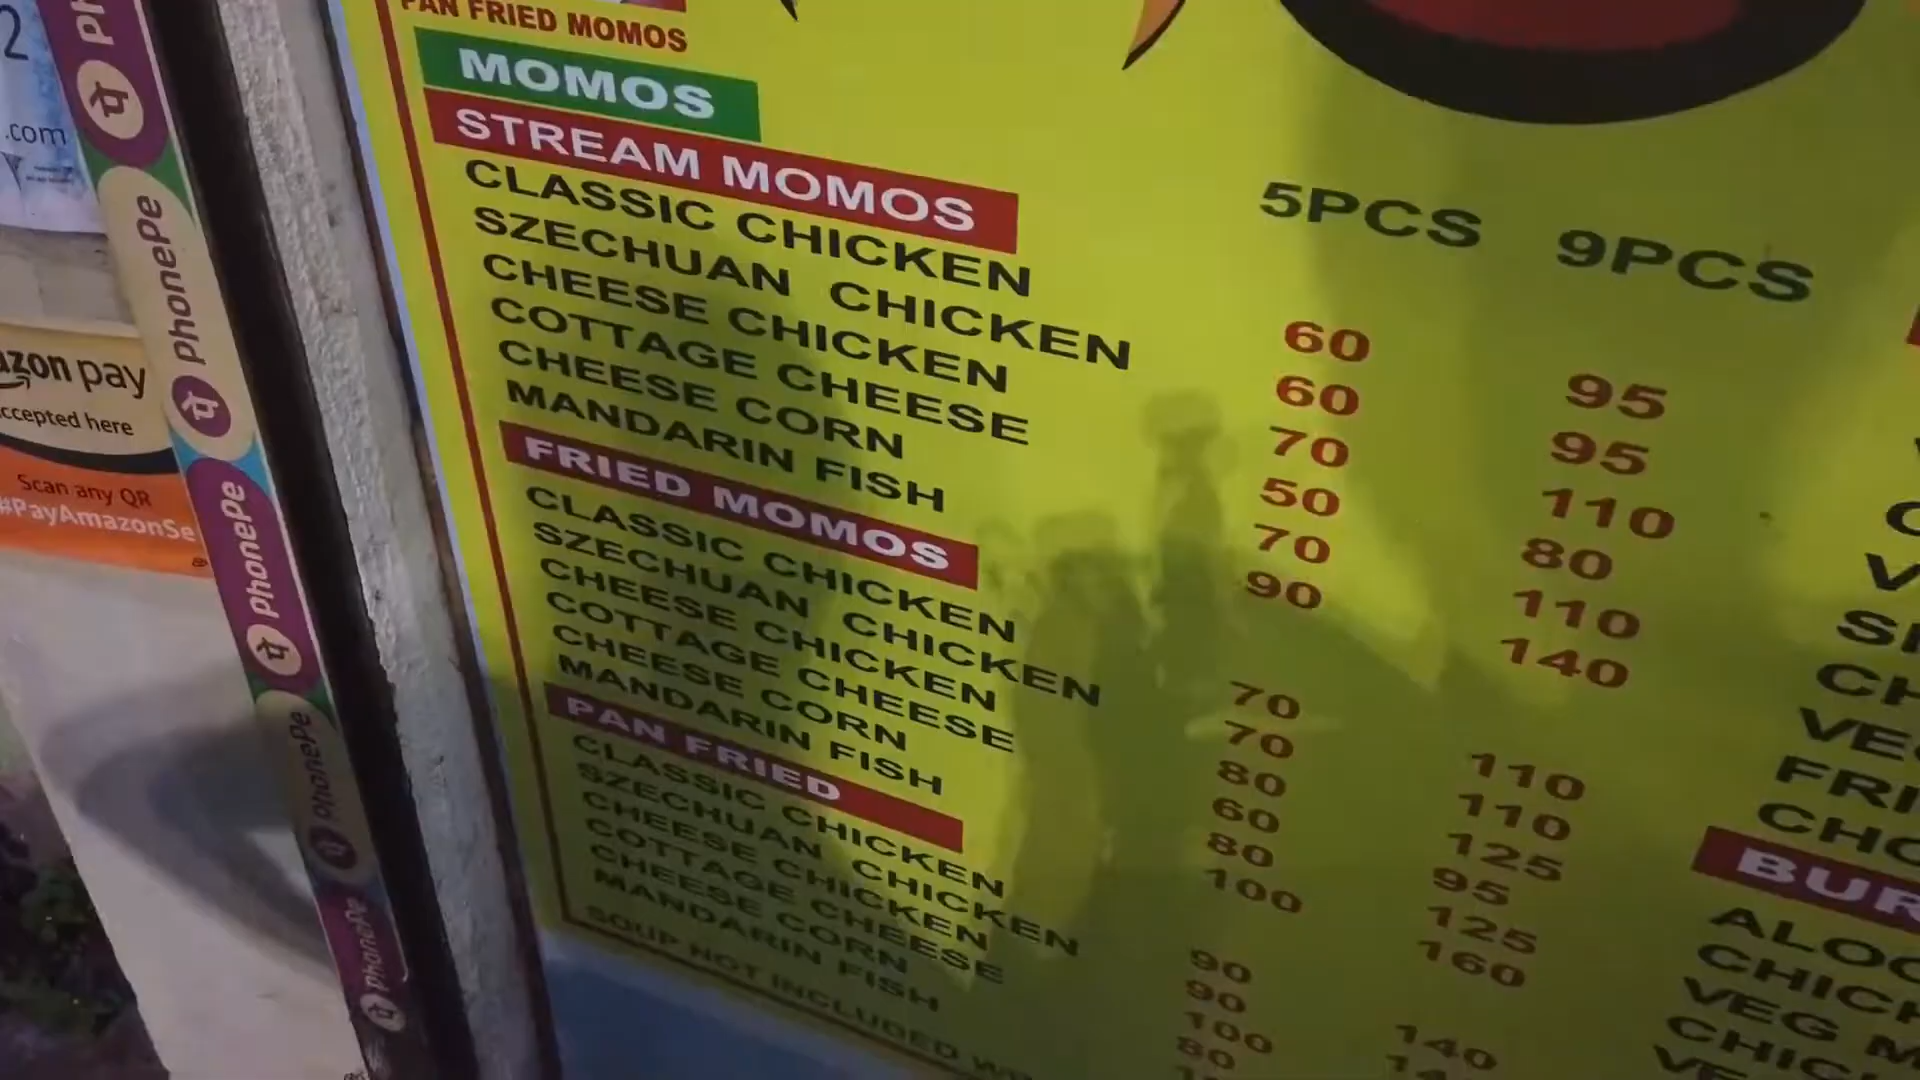 PAN FRIED MOMOS
MOMOS
STREAM MOMOS
5PCS 9PCS
CLASSIC CHICKEN 60 95
SZECHUAN CHICKEN 60 95
CHEESE CHICKEN 70 110
COTTAGE CHEESE 50 80
CHEESE CORN 70 110
MANDARIN FISH 90 140
FRIED MOMOS
CLASSIC CHICKEN 70 110
SZECHUAN CHICKEN 70 110
CHEESE CHICKEN 80 125
COTTAGE CHEESE 60 95
CHEESE CORN 80 125
MANDARIN FISH 100 160
PAN FRIED
CLASSIC CHICKEN 90 140
SZECHUAN CHICKEN 90
CHEESE CHICKEN 100
COTTAGE CHEESE 80
CHEESE CORN
MANDARIN FISH
SOUP NOT INCLUDED
VEG
.com
PhonePe
pay
accepted here
Scan any QR
PhonePe
PhonePe
PhonePe